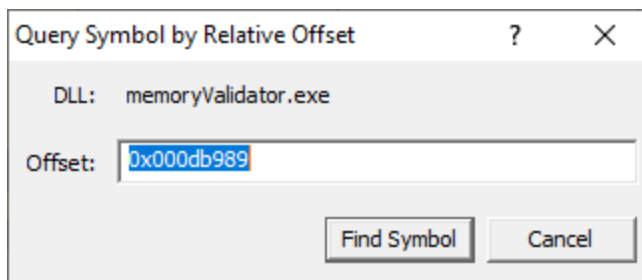 Query Symbol by Relative Offset ?
DLL: memoryValidator.exe
Offset: 0x000db989
Find Symbol Cancel